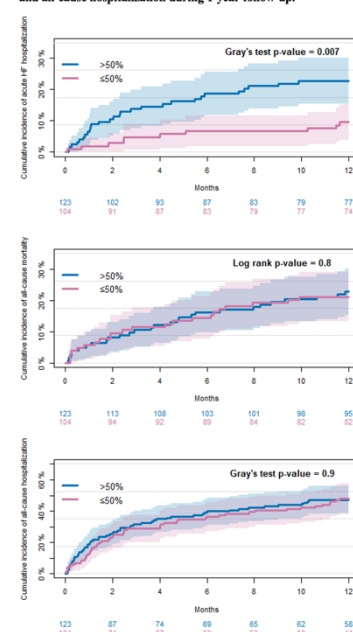 and all-cause hospitalization during 1-year follow-up.
Cumulative incidence of acute HF hospitalization
0 % 10 % 20 % 30 %
>50%
≤50%
Gray's test p-value = 0.007
0 2 4 6 8 10 12
Months
123 102 93 87 83 79 77
104 91 87 83 79 77 74
Cumulative incidence of all-cause mortality
0 % 10 % 20 % 30 %
>50%
≤50%
Log rank p-value = 0.8
0 2 4 6 8 10 12
Months
123 113 108 103 101 98 95
104 94 92 89 84 82 82
Cumulative incidence of all-cause hospitalization
0 % 20 % 40 % 60 %
>50%
≤50%
Gray's test p-value = 0.9
0 2 4 6 8 10 12
Months
123 87 74 69 65 62 58